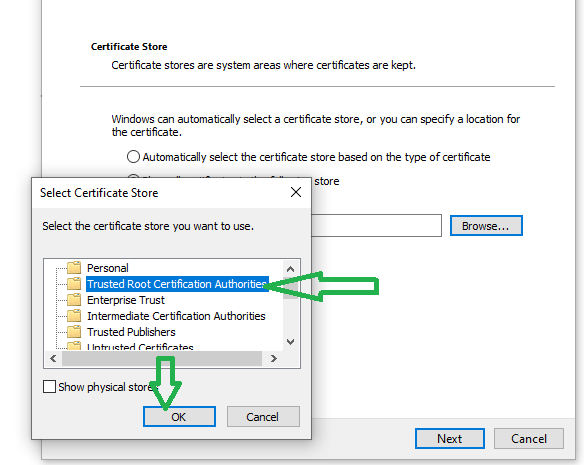 Certificate Store
Certificate stores are system areas where certificates are kept.
Windows can automatically select a certificate store, or you can specify a location for
the certificate.
Automatically select the certificate store based on the type of certificate
store
Browse...
Select Certificate Store
Select the certificate store you want to use.
Personal
Trusted Root Certification Authorities
Enterprise Trust
Intermediate Certification Authorities
Trusted Publishers
Untrusted Certificates
Show physical stores
OK
Cancel
Next
Cancel